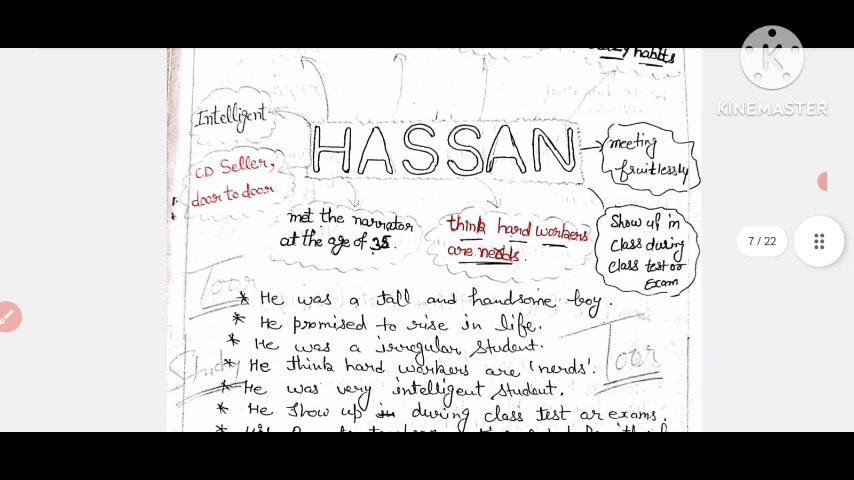 habits
KINEMASTER
Intelligent
HASSAN
meeting
fruitlessly
CD Seller,
door to door
met the narrator
at the age of 35.
think hard workers
are nerds.
Show up in
class during
class test or
Exam
7 / 22
Toor
* He was a tall and handsome boy.
* He promised to rise in life.
* He was a irregular student.
Toor
Study
* He think hard workers are 'nerds'.
* He was very intelligent student.
* He show up in during class test or exams.